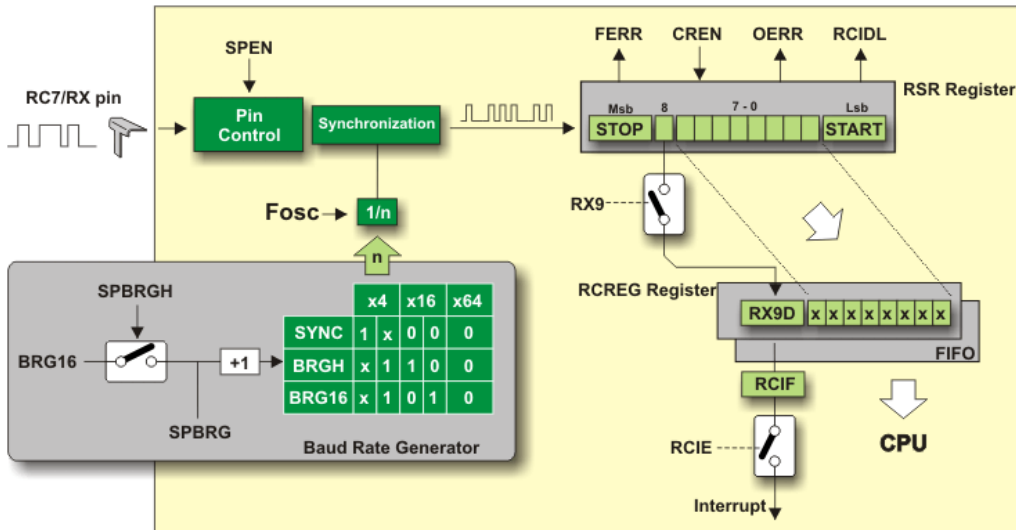 FERR CREN OERR RCIDL
SPEN
RC7/RX pin
RSR Register
Pin Control
Synchronization
Msb 8 7 - 0 Lsb
STOP START
Fosc 1/n
RX9
n
SPBRGH
x4 x16 x64
RCREG Register
RX9D x x x x x x x x
SYNC 1 x 0 0 0
BRG16
+1
BRGH x 1 1 0 0
FIFO
BRG16 x 1 0 1 0
RCIF
SPBRG
Baud Rate Generator
RCIE
CPU
Interrupt